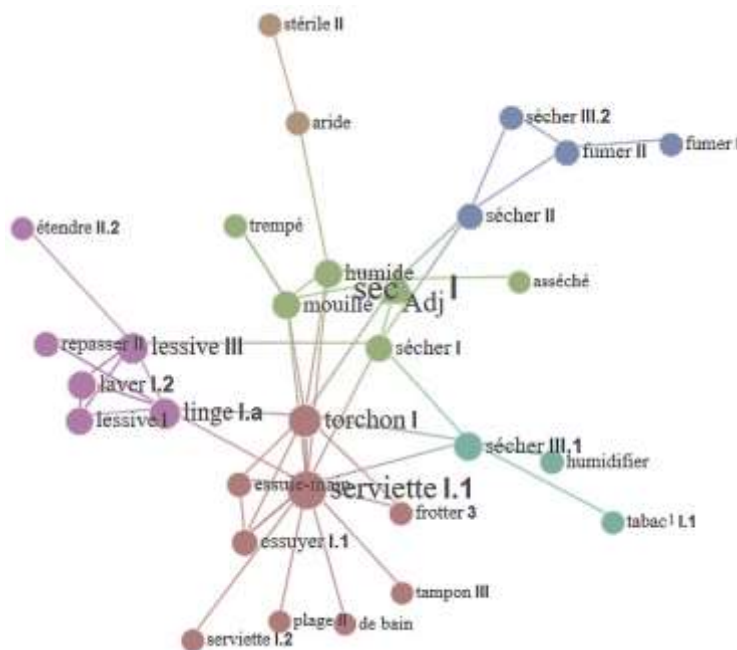 stérile II
aride
sécher III.2
fumer II
fumer
étendre II.2
trempé
sécher II
humide
sec I
Adj
asséché
mouillé
repasser II
lessive III
sécher I
laver I.2
lessive I
linge I.a
torchon I
sécher III.1
humidifier
essuie-main
serviette I.1
frotter 3
tabac¹ I.1
essuyer I.1
tampon III
plage II
de bain
serviette I.2